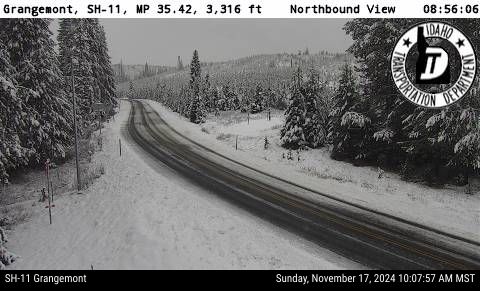 Grangemont, SH-11, MP 35.42, 3,316 ft Northbound View 08:56:06
IDAHO
TRANSPORTATION DEPARTMENT
SH-11 Grangemont Sunday, November 17, 2024 10:07:57 AM MST